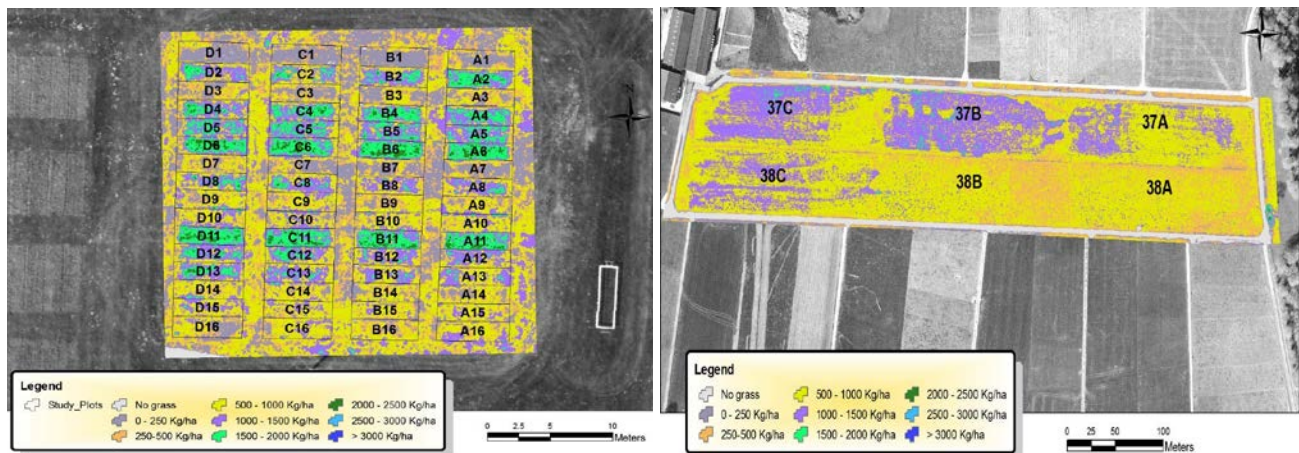 D1 C1 B1 A1
D2 C2 B2 A2
D3 C3 B3 A3
D4 C4 B4 A4
D5 C5 B5 A5
D6 C6 B6 A6
D7 C7 B7 A7
D8 C8 B8 A8
D9 C9 B9 A9
D10 C10 B10 A10
D11 C11 B11 A11
D12 C12 B12 A12
D13 C13 B13 A13
D14 C14 B14 A14
D15 C15 B15 A15
D16 C16 B16 A16
Legend
Study_Plots No grass 500 - 1000 Kg/ha 2000 - 2500 Kg/ha
0 - 250 Kg/ha 1000 - 1500 Kg/ha 2500 - 3000 Kg/ha
250-500 Kg/ha 1500 - 2000 Kg/ha > 3000 Kg/ha
0 2.5 5 10
Meters
37C 37B 37A
38C 38B 38A
Legend
No grass 500 - 1000 Kg/ha 2000 - 2500 Kg/ha
0 - 250 Kg/ha 1000 - 1500 Kg/ha 2500 - 3000 Kg/ha
250-500 Kg/ha 1500 - 2000 Kg/ha > 3000 Kg/ha
0 25 50 100
Meters